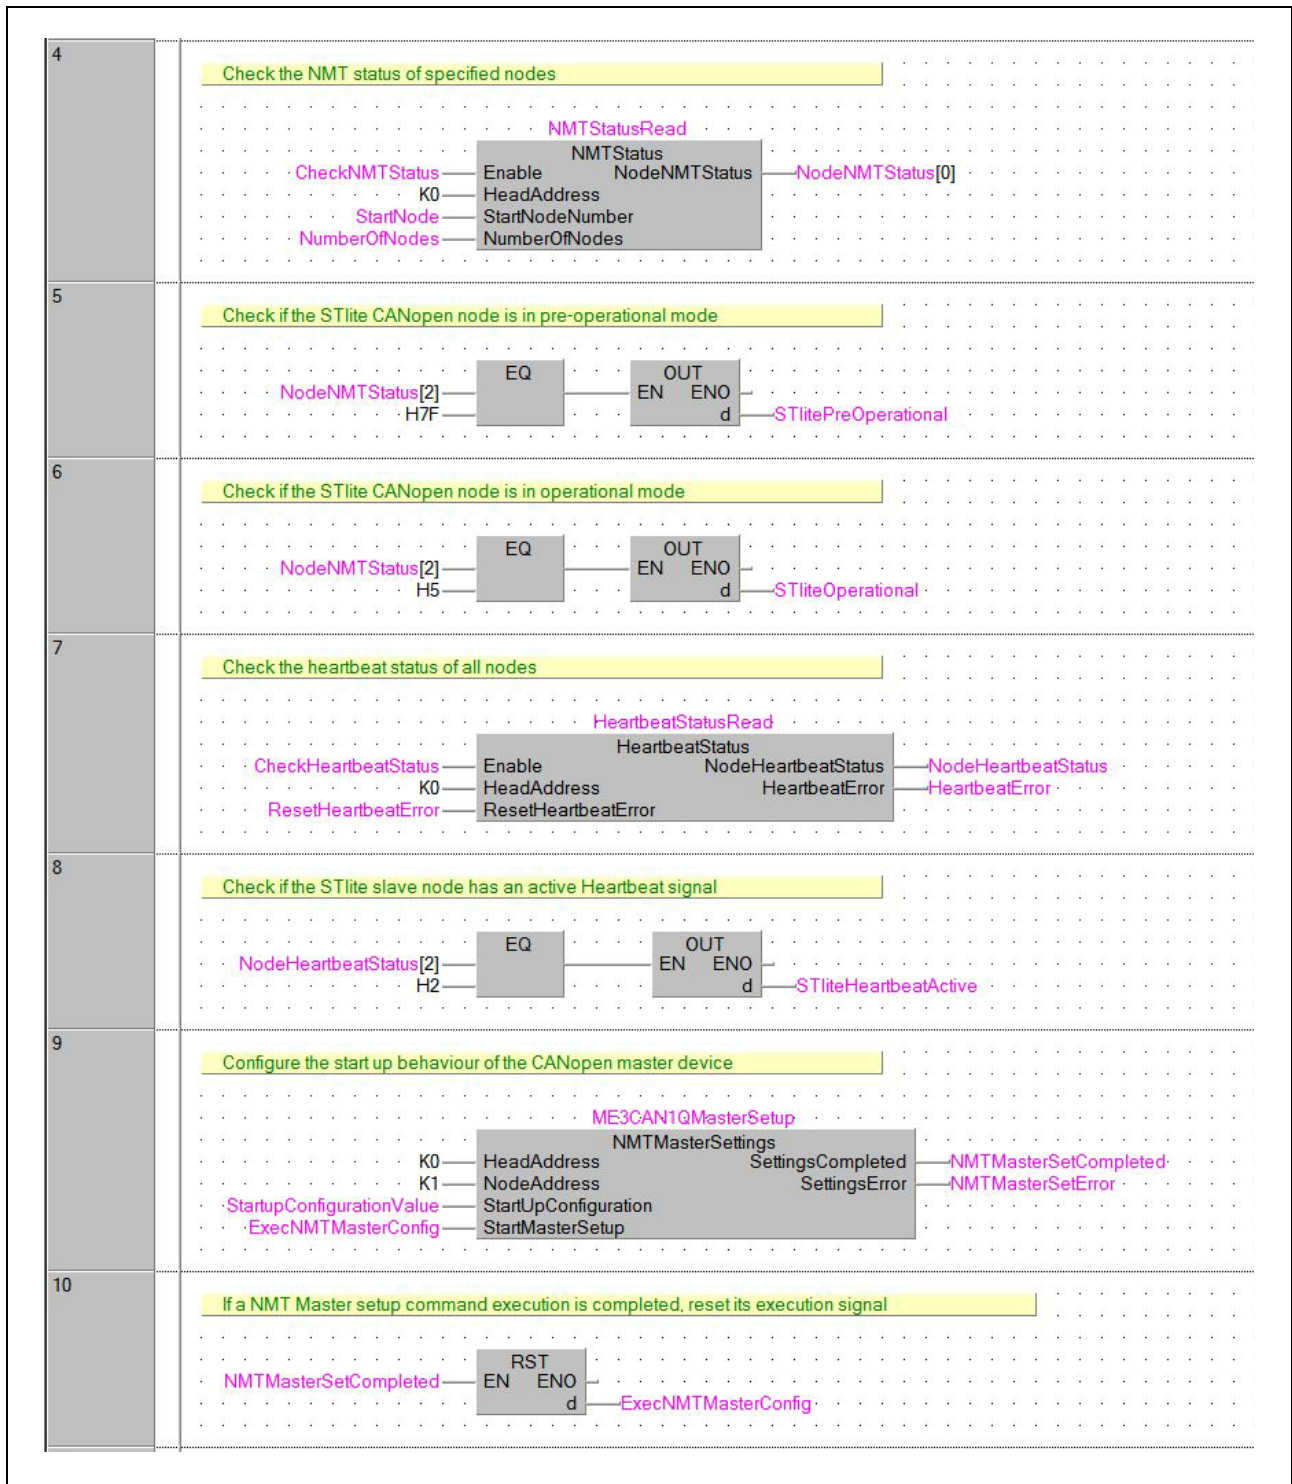 4
Check the NMT status of specified nodes
NMTStatusRead
NMTStatus
CheckNMTStatus Enable NodeNMTStatus NodeNMTStatus[0]
K0 HeadAddress
StartNode StartNodeNumber
NumberOfNodes NumberOfNodes
5
Check if the STlite CANopen node is in pre-operational mode
EQ OUT
NodeNMTStatus[2] EN ENO
H7F d STlitePreOperational
6
Check if the STlite CANopen node is in operational mode
EQ OUT
NodeNMTStatus[2] EN ENO
H5 d STliteOperational
7
Check the heartbeat status of all nodes
HeartbeatStatusRead
HeartbeatStatus
CheckHeartbeatStatus Enable NodeHeartbeatStatus NodeHeartbeatStatus
K0 HeadAddress HeartbeatError HeartbeatError
ResetHeartbeatError ResetHeartbeatError
8
Check if the STlite slave node has an active Heartbeat signal
EQ OUT
NodeHeartbeatStatus[2] EN ENO
H2 d STliteHeartbeatActive
9
Configure the start up behaviour of the CANopen master device
ME3CAN1QMasterSetup
NMTMasterSettings
K0 HeadAddress SettingsCompleted NMTMasterSetCompleted
K1 NodeAddress SettingsError NMTMasterSetError
StartupConfigurationValue StartUpConfiguration
ExecNMTMasterConfig StartMasterSetup
10
If a NMT Master setup command execution is completed, reset its execution signal
RST
NMTMasterSetCompleted EN ENO
d ExecNMTMasterConfig